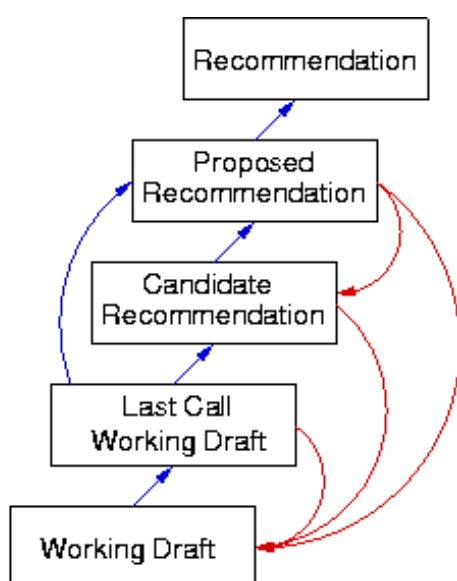 Recommendation
Proposed
Recommendation
Candidate
Recommendation
Last Call
Working Draft
Working Draft